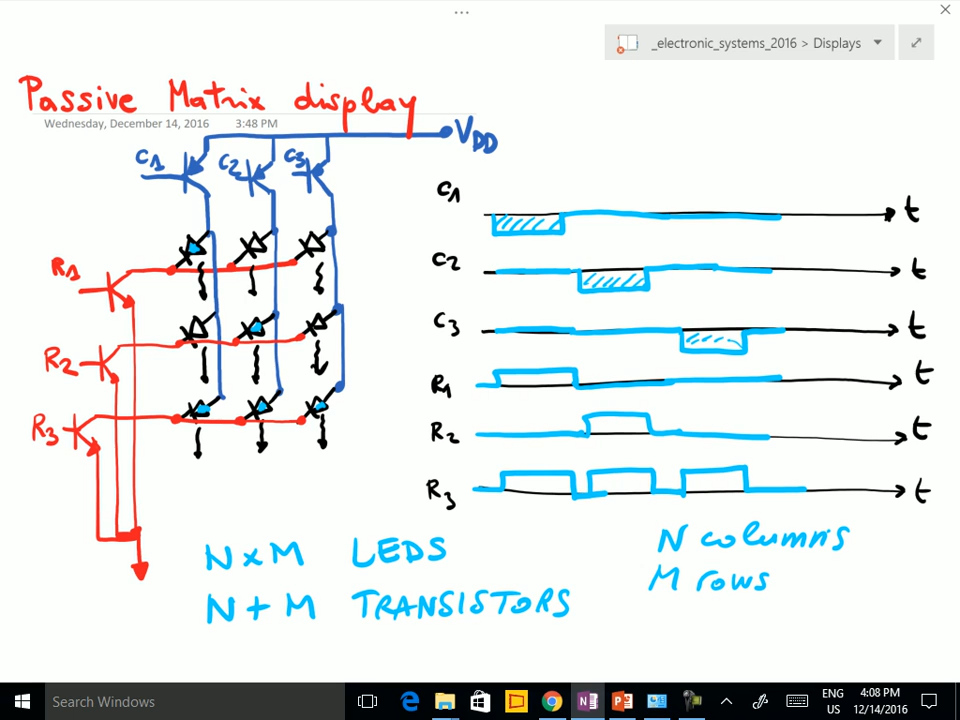 ...
_electronic_systems_2016 > Displays
Passive Matrix display
Wednesday, December 14, 2016 3:48 PM
VDD
C1 C2 C3
R1
R2
R3
C1 t
C2 t
C3 t
R1 t
R2 t
R3 t
N x M LEDS
N + M TRANSISTORS
N columns
M rows
Search Windows
ENG
US
4:08 PM
12/14/2016